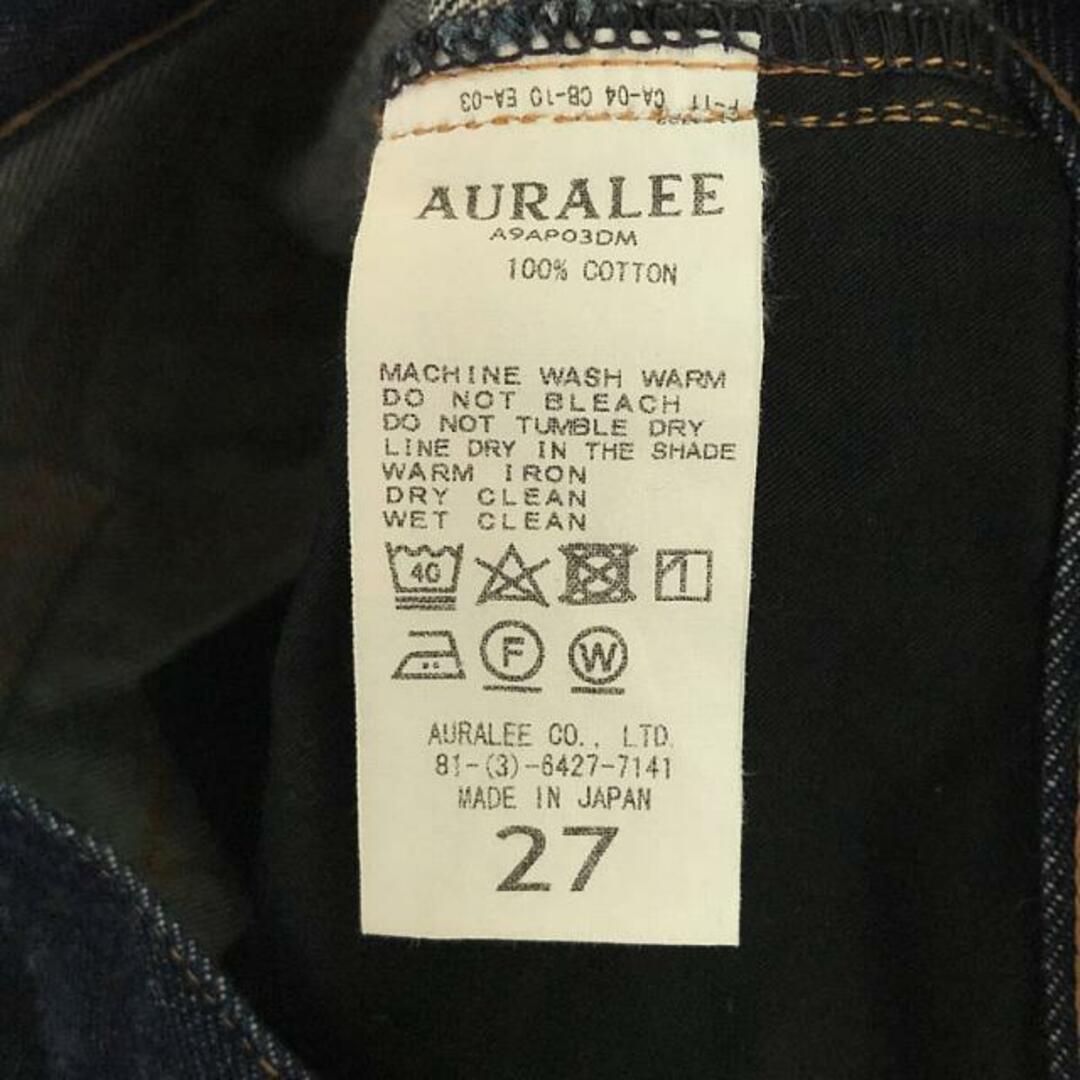 CA-04 CB-10 EA-03
AURALEE
A9AP03DM
100% COTTON
MACHINE WASH WARM
DO NOT BLEACH
DO NOT TUMBLE DRY
LINE DRY IN THE SHADE
WARM IRON
DRY CLEAN
WET CLEAN
40
F W
AURALEE CO., LTD.
81-(3)-6427-7141
MADE IN JAPAN
27